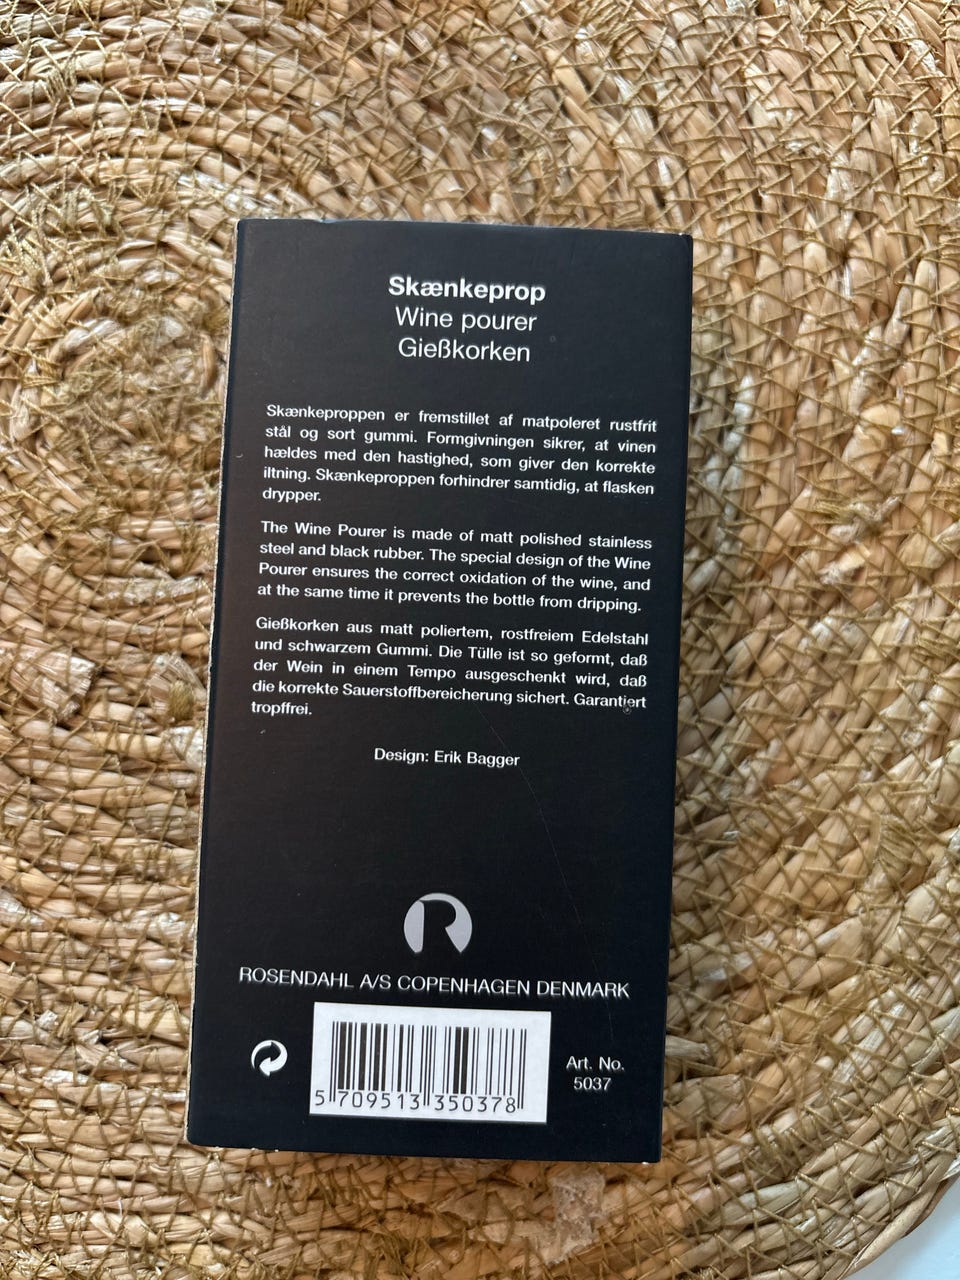 Skænkeprop
Wine pourer
Gießkorken
Skænkeproppen er fremstillet af matpoleret rustfrit
stål og sort gummi. Formgivningen sikrer, at vinen
hældes med den hastighed, som giver den korrekte
iltning. Skænkeproppen forhindrer samtidig, at flasken
drypper.
The Wine Pourer is made of matt polished stainless
steel and black rubber. The special design of the Wine
Pourer ensures the correct oxidation of the wine, and
at the same time it prevents the bottle from dripping.
Gießkorken aus matt poliertem, rostfreiem Edelstahl
und schwarzem Gummi. Die Tülle ist so geformt, daß
der Wein in einem Tempo ausgeschenkt wird, daß
die korrekte Sauerstoffbereicherung sichert. Garantiert
tropffrei.
Design: Erik Bagger
R
ROSENDAHL A/S COPENHAGEN DENMARK
Art. No.
5037
5 709513 350378